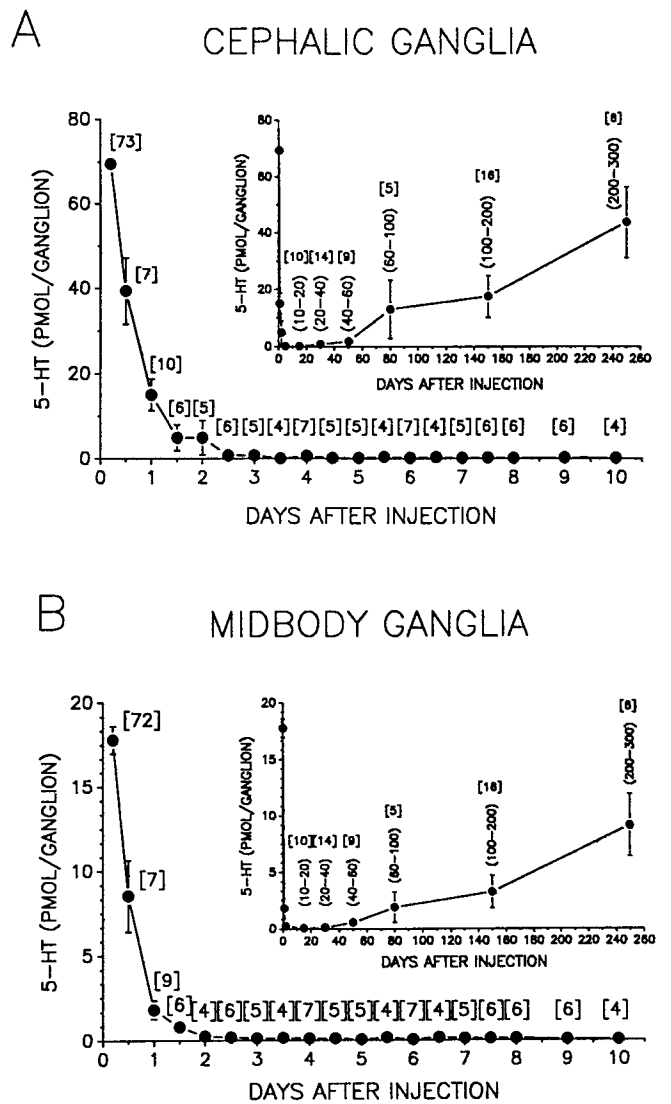 A
CEPHALIC GANGLIA
5-HT (PMOL/GANGLION)
80
60
40
20
0
[73]
[7]
[10]
[6][5]
[6][5][4][7][5][5][4][7][4][5][6][6] [6] [4]
0 1 2 3 4 5 6 7 8 9 10
DAYS AFTER INJECTION
5-HT (PMOL/GANGLION)
80
60
40
20
0
[10][14][9]
[5]
[16]
[6]
(10-20)
(20-40)
(40-60)
(60-100)
(100-200)
(200-300)
0 20 40 60 80 100 120 140 160 180 200 220 240 260
DAYS AFTER INJECTION
B
MIDBODY GANGLIA
5-HT (PMOL/GANGLION)
20
15
10
5
0
[72]
[7]
[9]
[6]
[4][6][5][4][7][5][5][4][7][4][5][6][6] [6] [4]
0 1 2 3 4 5 6 7 8 9 10
DAYS AFTER INJECTION
5-HT (PMOL/GANGLION)
20
15
10
5
0
[10][14] [9]
[5]
[16]
[6]
(10-20)
(20-40)
(40-60)
(60-100)
(100-200)
(200-300)
0 20 40 60 80 100 120 140 160 180 200 220 240 260
DAYS AFTER INJECTION